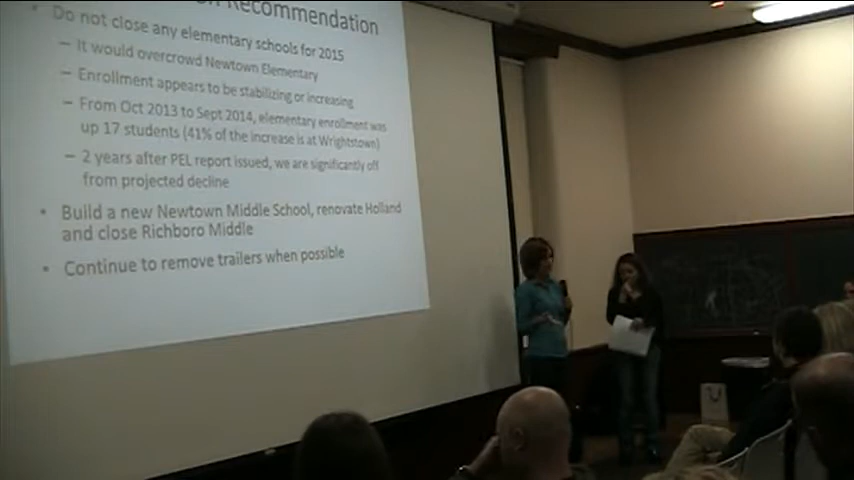 Recommendation
• Do not close any elementary schools for 2015
– It would overcrowd Newtown Elementary
– Enrollment appears to be stabilizing or increasing
– From Oct 2013 to Sept 2014, elementary enrollment was
up 17 students (41% of the increase is at Wrightstown)
– 2 years after PEL report issued, we are significantly off
from projected decline
• Build a new Newtown Middle School, renovate Holland
and close Richboro Middle
• Continue to remove trailers when possible